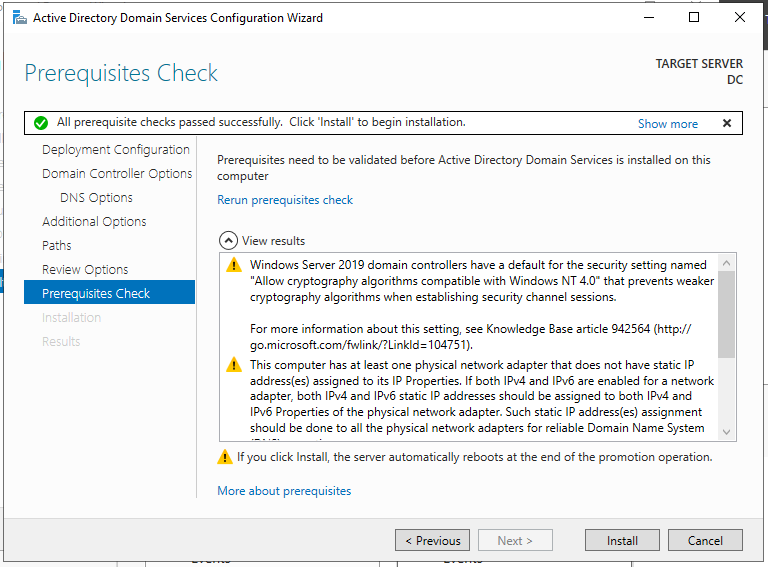 Active Directory Domain Services Configuration Wizard
Prerequisites Check
TARGET SERVER
DC
All prerequisite checks passed successfully. Click 'Install' to begin installation.
Show more
Deployment Configuration
Domain Controller Options
DNS Options
Additional Options
Paths
Review Options
Prerequisites Check
Installation
Results
Prerequisites need to be validated before Active Directory Domain Services is installed on this
computer
Rerun prerequisites check
View results
Windows Server 2019 domain controllers have a default for the security setting named
"Allow cryptography algorithms compatible with Windows NT 4.0" that prevents weaker
cryptography algorithms when establishing security channel sessions.
For more information about this setting, see Knowledge Base article 942564 (http://
go.microsoft.com/fwlink/?LinkId=104751).
This computer has at least one physical network adapter that does not have static IP
address(es) assigned to its IP Properties. If both IPv4 and IPv6 are enabled for a network
adapter, both IPv4 and IPv6 static IP addresses should be assigned to both IPv4 and
IPv6 Properties of the physical network adapter. Such static IP address(es) assignment
should be done to all the physical network adapters for reliable Domain Name System
If you click Install, the server automatically reboots at the end of the promotion operation.
More about prerequisites
< Previous
Next >
Install
Cancel